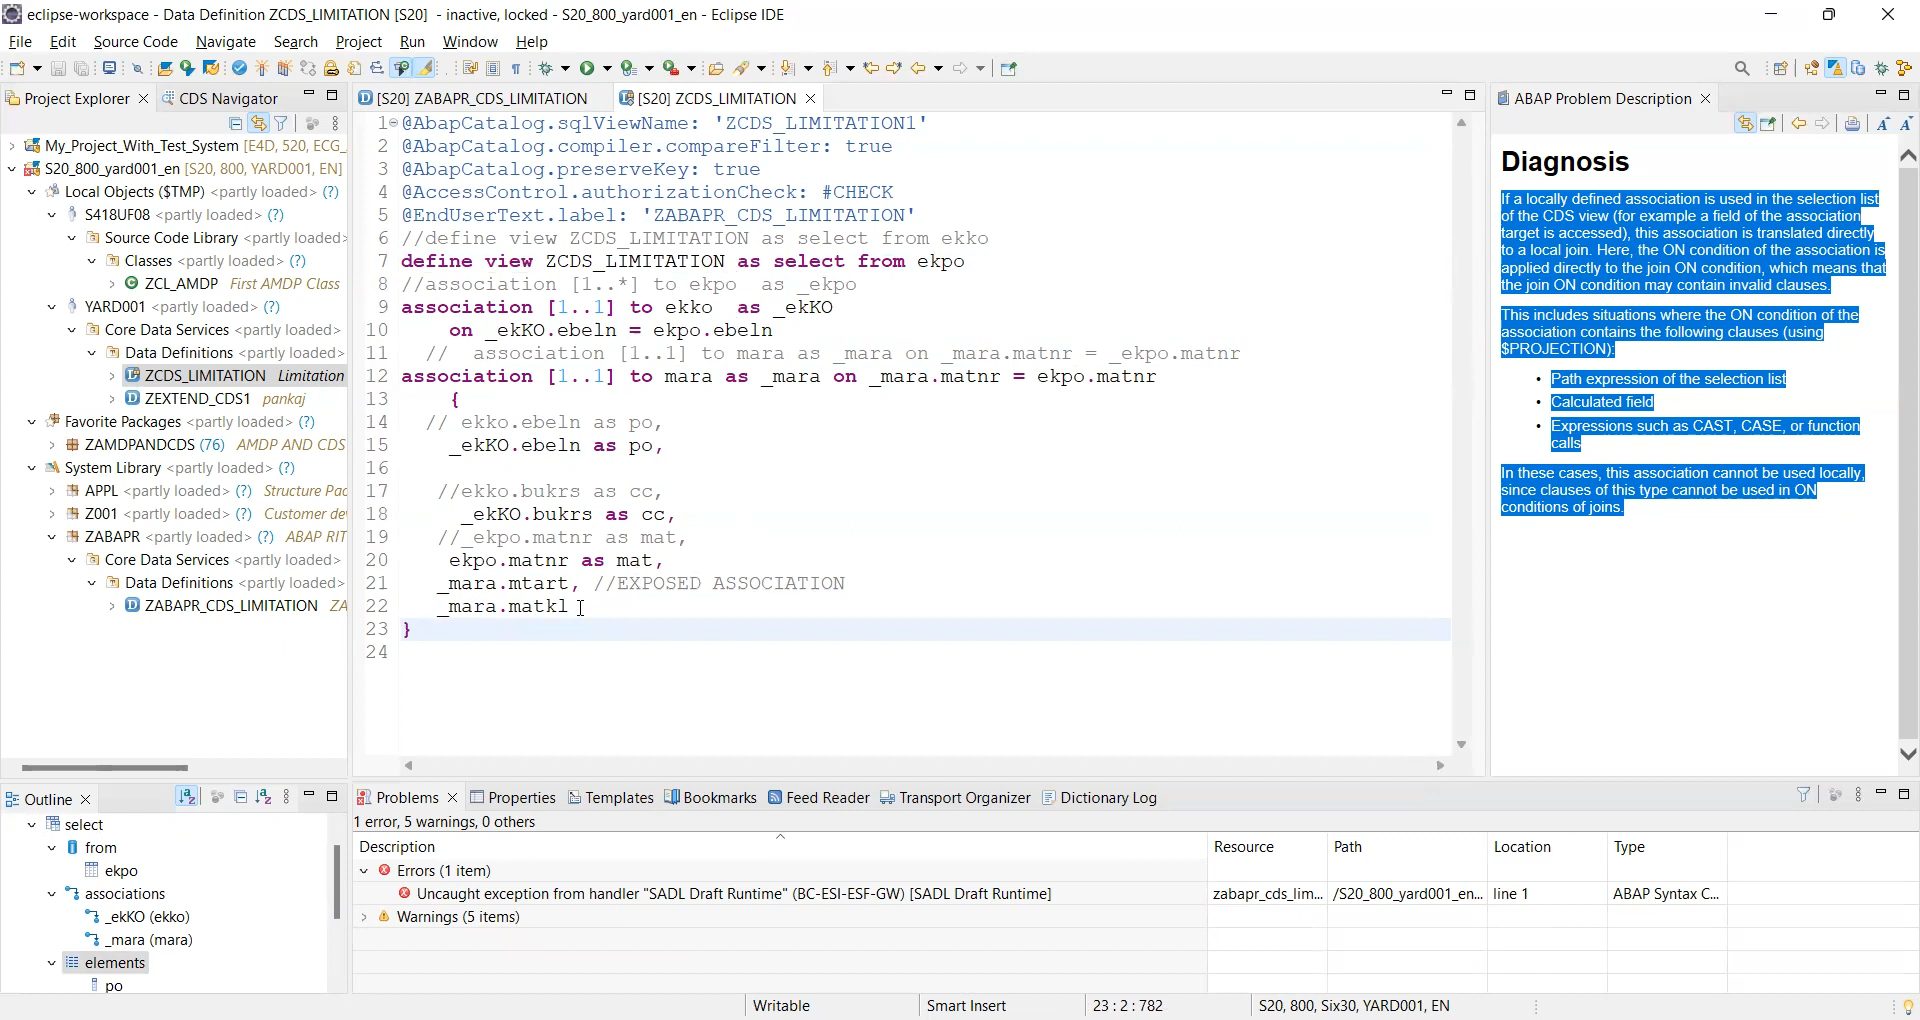 eclipse-workspace - Data Definition ZCDS_LIMITATION [S20]  - inactive, locked - S20_800_yard001_en - Eclipse IDE
File Edit Source Code Navigate Search Project Run Window Help
Project Explorer CDS Navigator
[S20] ZABAPR_CDS_LIMITATION [S20] ZCDS_LIMITATION
ABAP Problem Description
My_Project_With_Test_System [E4D, 520, ECG_
S20_800_yard001_en [S20, 800, YARD001, EN]
Local Objects ($TMP) <partly loaded> (?)
S418UF08 <partly loaded> (?)
Source Code Library <partly loaded>
Classes <partly loaded> (?)
ZCL_AMDP First AMDP Class
YARD001 <partly loaded> (?)
Core Data Services <partly loaded>
Data Definitions <partly loaded>
ZCDS_LIMITATION Limitation
ZEXTEND_CDS1 pankaj
Favorite Packages <partly loaded> (?)
ZAMDPANDCDS (76) AMDP AND CDS
System Library <partly loaded> (?)
APPL <partly loaded> (?) Structure Pac
Z001 <partly loaded> (?) Customer de
ZABAPR <partly loaded> (?) ABAP RIT
Core Data Services <partly loaded>
Data Definitions <partly loaded>
ZABAPR_CDS_LIMITATION ZA
1 @AbapCatalog.sqlViewName: 'ZCDS_LIMITATION1'
2 @AbapCatalog.compiler.compareFilter: true
3 @AbapCatalog.preserveKey: true
4 @AccessControl.authorizationCheck: #CHECK
5 @EndUserText.label: 'ZABAPR_CDS_LIMITATION'
6 //define view ZCDS_LIMITATION as select from ekko
7 define view ZCDS_LIMITATION as select from ekpo
8 //association [1..*] to ekpo  as _ekpo
9 association [1..1] to ekko  as _ekKO
10 on _ekKO.ebeln = ekpo.ebeln
11 //  association [1..1] to mara as _mara on _mara.matnr = _ekpo.matnr
12 association [1..1] to mara as _mara on _mara.matnr = ekpo.matnr
13 {
14 // ekko.ebeln as po,
15 _ekKO.ebeln as po,
16
17 //ekko.bukrs as cc,
18 _ekKO.bukrs as cc,
19 //_ekpo.matnr as mat,
20 ekpo.matnr as mat,
21 _mara.mtart, //EXPOSED ASSOCIATION
22 _mara.matkl
23 }
24
Diagnosis
If a locally defined association is used in the selection list
of the CDS view (for example a field of the association
target is accessed), this association is translated directly
to a local join. Here, the ON condition of the association is
applied directly to the join ON condition, which means that
the join ON condition may contain invalid clauses.
This includes situations where the ON condition of the
association contains the following clauses (using
$PROJECTION):
• Path expression of the selection list
• Calculated field
• Expressions such as CAST, CASE, or function
calls
In these cases, this association cannot be used locally,
since clauses of this type cannot be used in ON
conditions of joins.
Outline
select
from
ekpo
associations
_ekKO (ekko)
_mara (mara)
elements
po
Problems Properties Templates Bookmarks Feed Reader Transport Organizer Dictionary Log
1 error, 5 warnings, 0 others
Description Resource Path Location Type
Errors (1 item)
Uncaught exception from handler "SADL Draft Runtime" (BC-ESI-ESF-GW) [SADL Draft Runtime] zabapr_cds_lim... /S20_800_yard001_en... line 1 ABAP Syntax C...
Warnings (5 items)
Writable Smart Insert 23 : 2 : 782 S20, 800, Six30, YARD001, EN